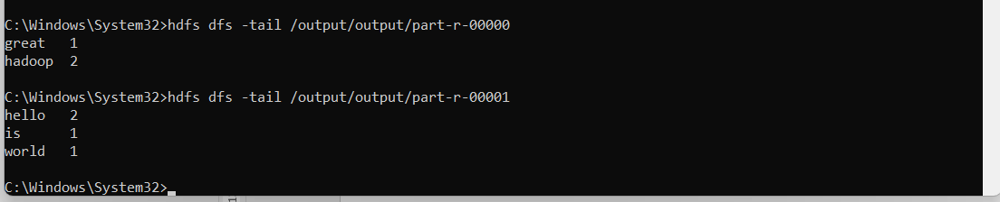 C:\Windows\System32>hdfs dfs -tail /output/output/part-r-00000
great   1
hadoop  2
C:\Windows\System32>hdfs dfs -tail /output/output/part-r-00001
hello   2
is      1
world   1
C:\Windows\System32>
1